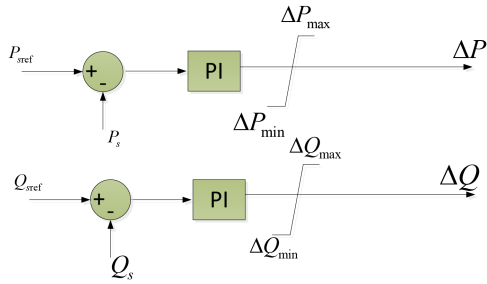 ΔP_max
P_sref
+
-
PI
ΔP
ΔP_min
P_s
ΔQ_max
Q_sref
+
-
PI
ΔQ
ΔQ_min
Q_s